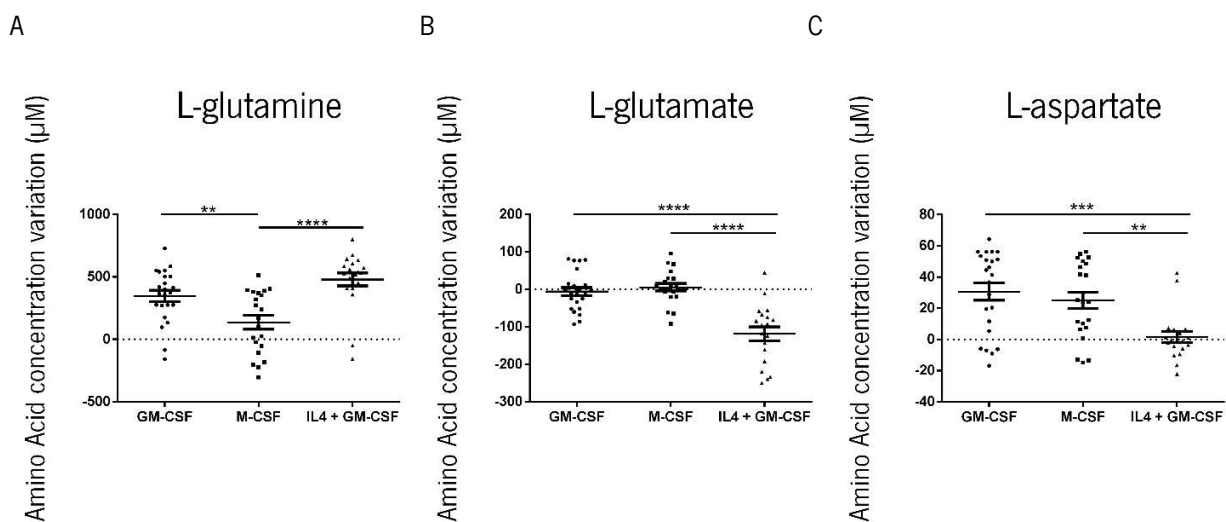 A
B
C
L-glutamine
Amino Acid concentration variation (µM)
1000
500
0
-500
**
****
GM-CSF
M-CSF
IL4 + GM-CSF
L-glutamate
Amino Acid concentration variation (µM)
200
100
0
-100
-200
-300
****
****
GM-CSF
M-CSF
IL4 + GM-CSF
L-aspartate
Amino Acid concentration variation (µM)
80
60
40
20
0
-20
-40
***
**
GM-CSF
M-CSF
IL4 + GM-CSF